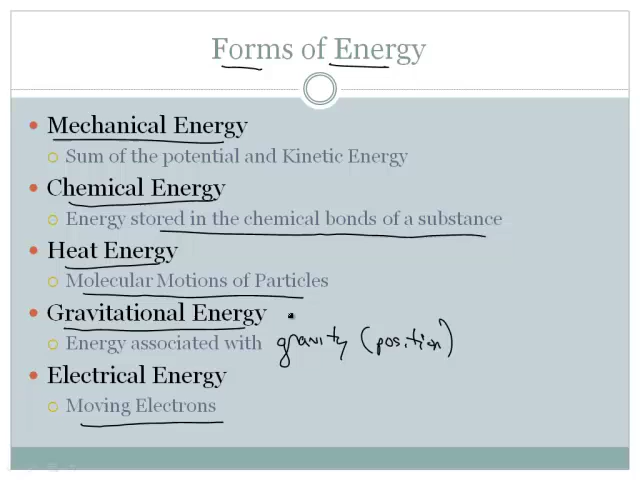 Forms of Energy
Mechanical Energy
Sum of the potential and Kinetic Energy
Chemical Energy
Energy stored in the chemical bonds of a substance
Heat Energy
Molecular Motions of Particles
Gravitational Energy
Energy associated with gravity (position)
Electrical Energy
Moving Electrons